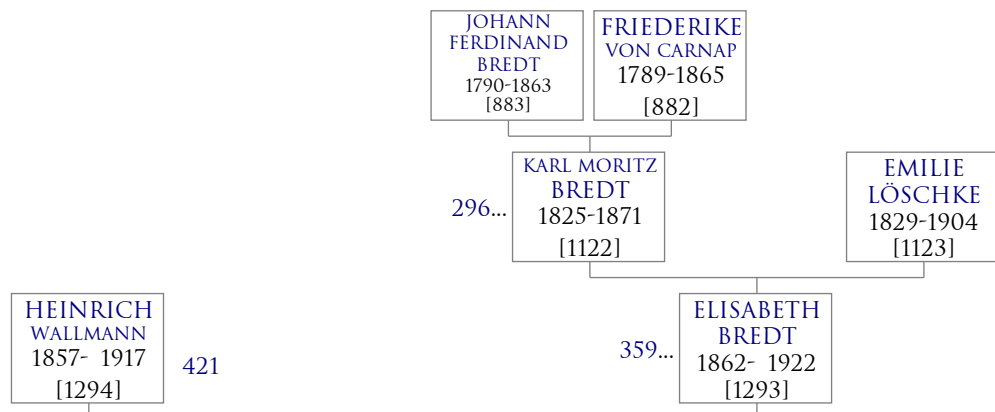 JOHANN
FERDINAND
BREDT
1790-1863
[883]
FRIEDERIKE
VON CARNAP
1789-1865
[882]
296...
KARL MORITZ
BREDT
1825-1871
[1122]
EMILIE
LÖSCHKE
1829-1904
[1123]
HEINRICH
WALLMANN
1857- 1917
[1294]
421
359...
ELISABETH
BREDT
1862- 1922
[1293]